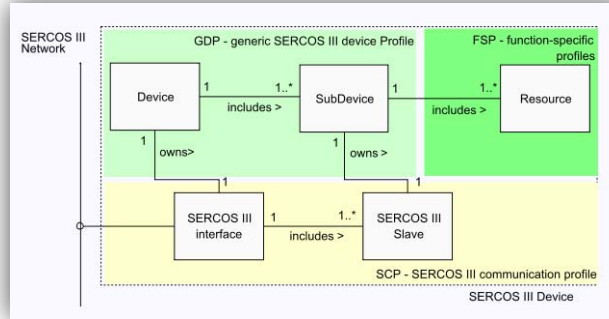 SERCOS III
Network
GDP - generic SERCOS III device Profile
FSP - function-specific
profiles
Device
1
includes >
1..*
SubDevice
1
includes >
1..*
Resource
1
owns>
1
1
owns>
1
SERCOS III
interface
1
includes >
1..*
SERCOS III
Slave
SCP - SERCOS III communication profile
SERCOS III Device